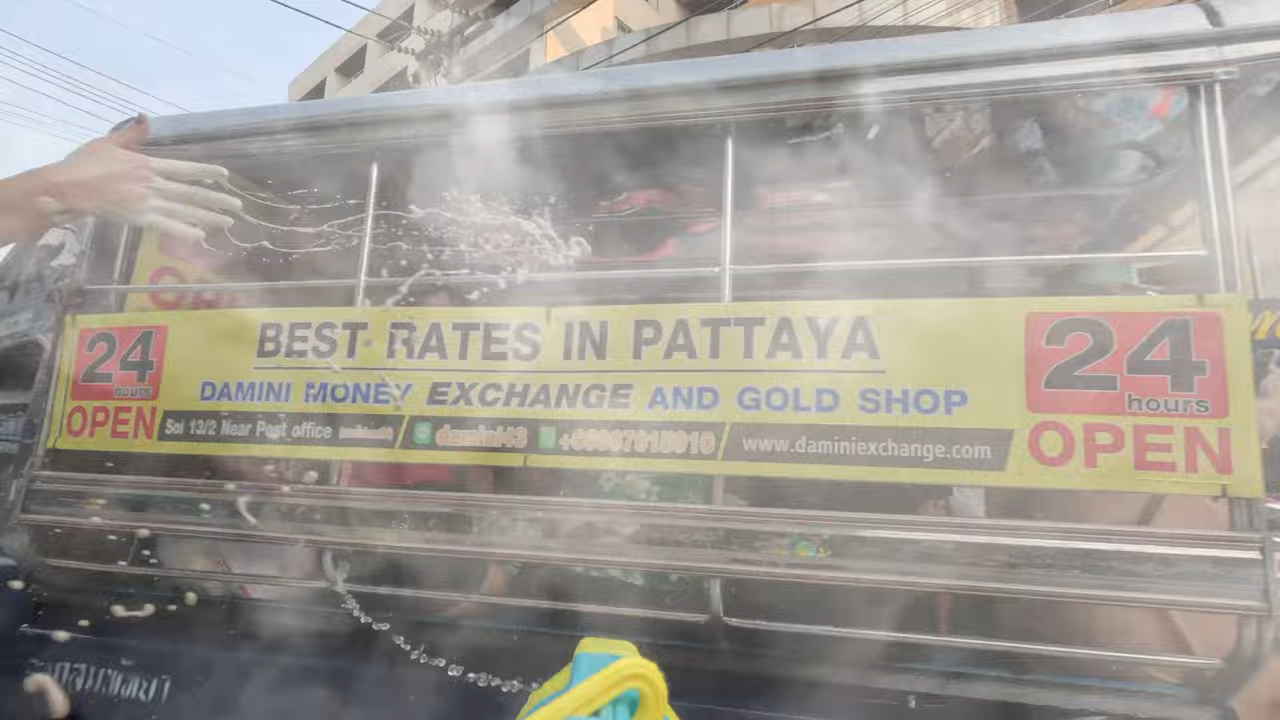 24
hours
OPEN
BEST RATES IN PATTAYA
DAMINI MONEY EXCHANGE AND GOLD SHOP
Soi 13/2 Near Post office
www.daminiexchange.com
24
hours
OPEN